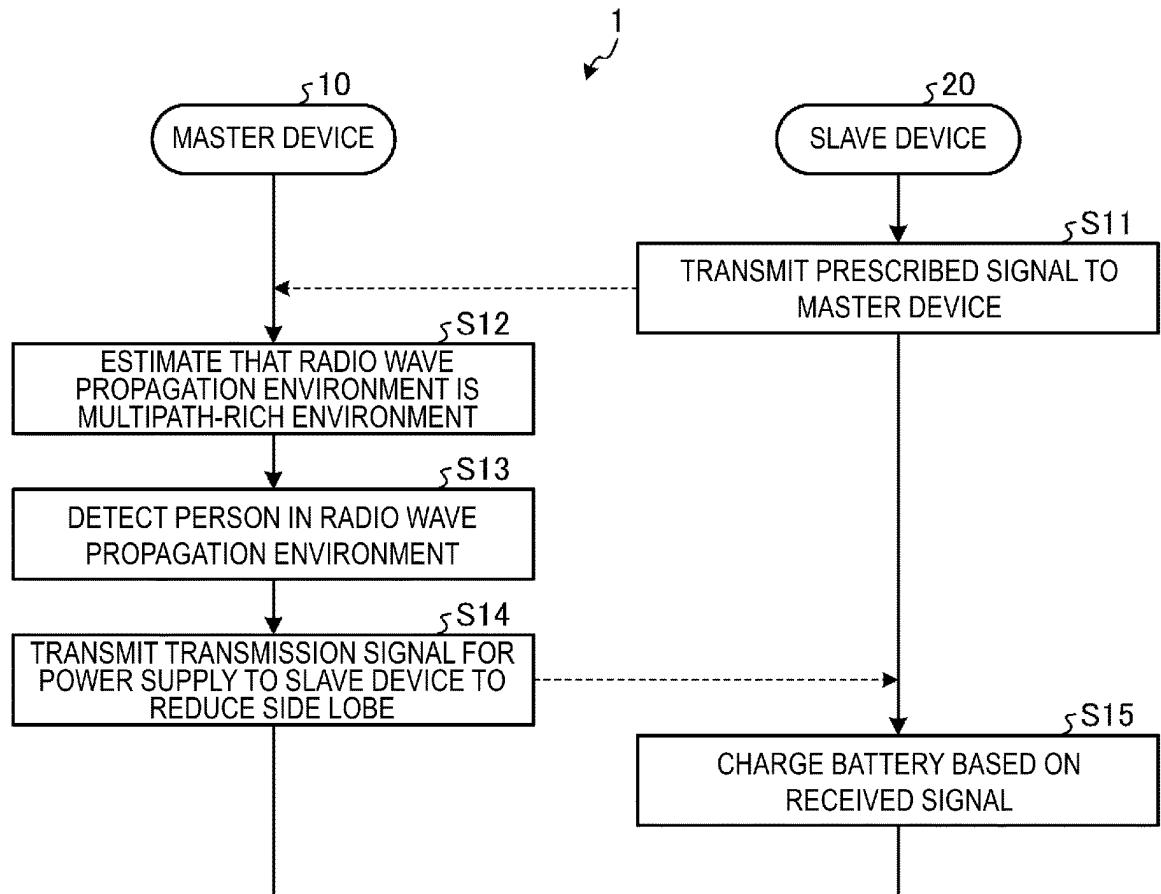 1
10
20
MASTER DEVICE
SLAVE DEVICE
S11
TRANSMIT PRESCRIBED SIGNAL TO
MASTER DEVICE
S12
ESTIMATE THAT RADIO WAVE
PROPAGATION ENVIRONMENT IS
MULTIPATH-RICH ENVIRONMENT
S13
DETECT PERSON IN RADIO WAVE
PROPAGATION ENVIRONMENT
S14
TRANSMIT TRANSMISSION SIGNAL FOR
POWER SUPPLY TO SLAVE DEVICE TO
REDUCE SIDE LOBE
S15
CHARGE BATTERY BASED ON
RECEIVED SIGNAL